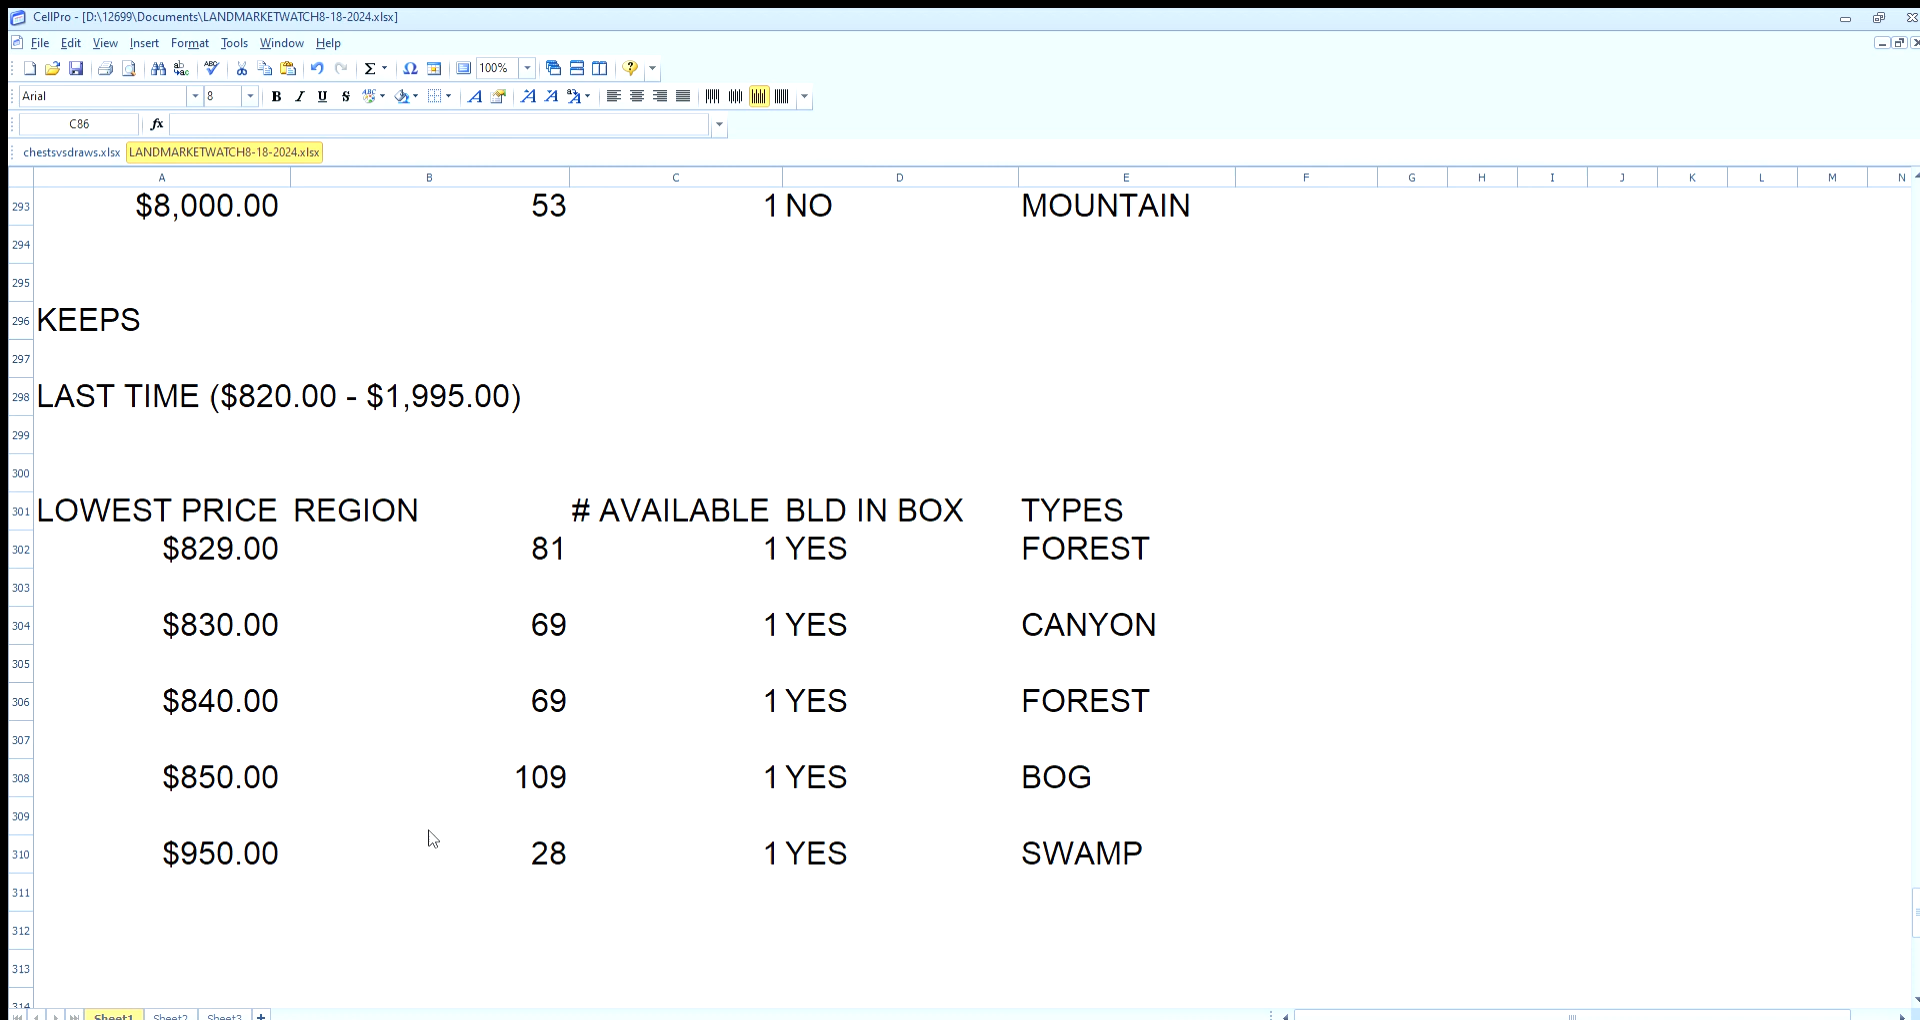 CellPro - [D:\12699\Documents\LANDMARKETWATCH8-18-2024.xlsx]
File Edit View Insert Format Tools Window Help
100%
Arial 8
C86 fx
chestsvsdraws.xlsx LANDMARKETWATCH8-18-2024.xlsx
A B C D E F G H I J K L M N
293 $8,000.00 53 1 NO MOUNTAIN
294
295
296 KEEPS
297
298 LAST TIME ($820.00 - $1,995.00)
299
300
301 LOWEST PRICE REGION # AVAILABLE BLD IN BOX TYPES
302 $829.00 81 1 YES FOREST
303
304 $830.00 69 1 YES CANYON
305
306 $840.00 69 1 YES FOREST
307
308 $850.00 109 1 YES BOG
309
310 $950.00 28 1 YES SWAMP
311
312
313
314
Sheet1 Sheet2 Sheet3